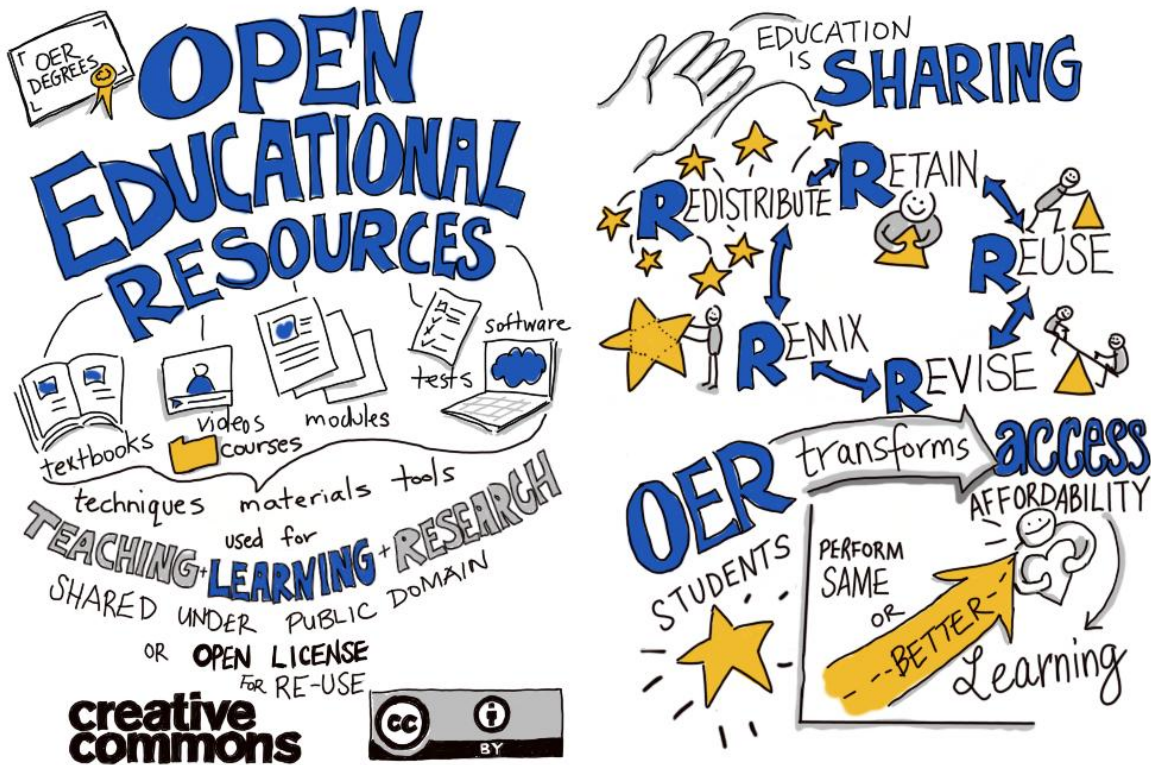 OER
DEGREES
OPEN
EDUCATIONAL
RESOURCES
textbooks
videos
courses
modules
tests
software
techniques materials tools
used for
TEACHING + LEARNING + RESEARCH
SHARED UNDER PUBLIC DOMAIN
OR OPEN LICENSE
FOR RE-USE
creative
commons
cc
BY
EDUCATION
IS SHARING
REDISTRIBUTE
RETAIN
REUSE
REMIX
REVISE
OER transforms access
AFFORDABILITY
STUDENTS
PERFORM
SAME
OR
BETTER
Learning